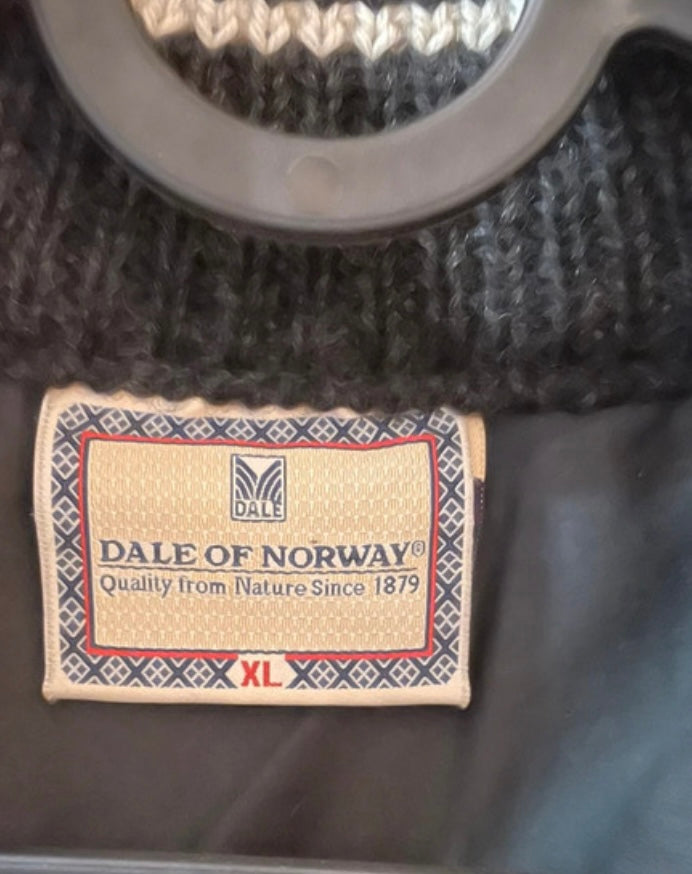 DALE
DALE OF NORWAY®
Quality from Nature Since 1879
XL